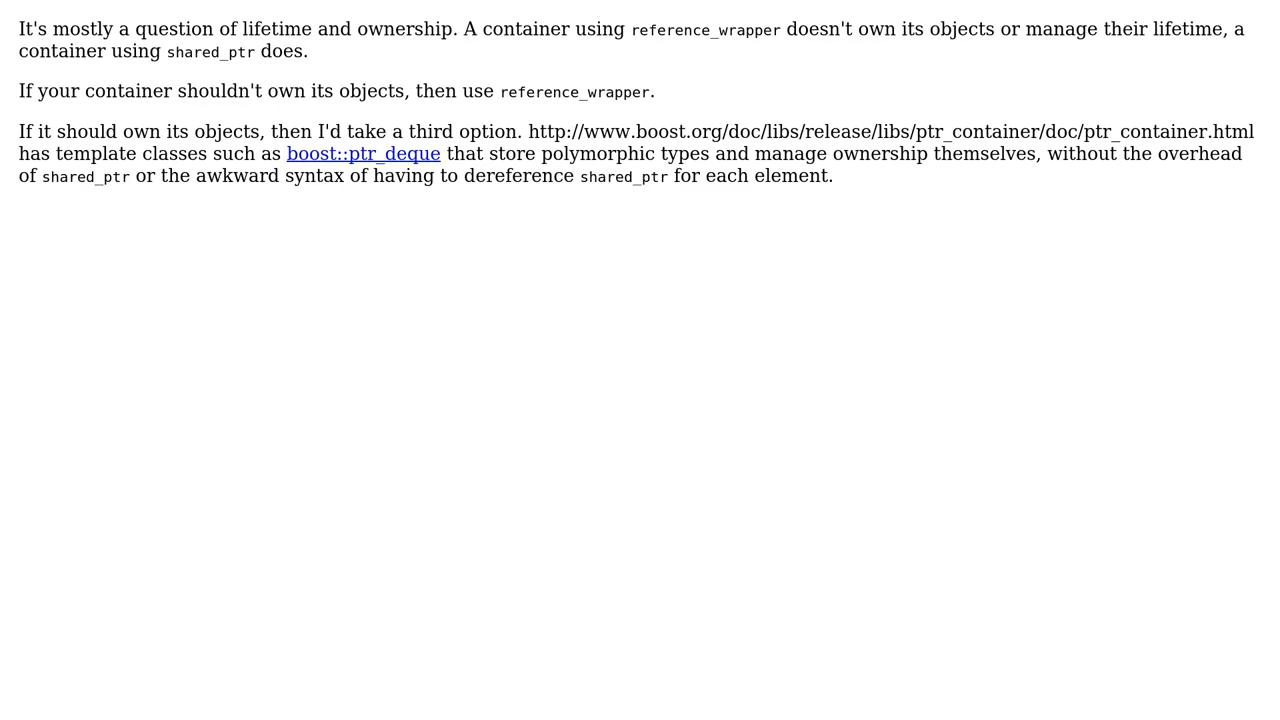 It's mostly a question of lifetime and ownership. A container using reference_wrapper doesn't own its objects or manage their lifetime, a
container using shared_ptr does.
If your container shouldn't own its objects, then use reference_wrapper.
If it should own its objects, then I'd take a third option. http://www.boost.org/doc/libs/release/libs/ptr_container/doc/ptr_container.html
has template classes such as boost::ptr_deque that store polymorphic types and manage ownership themselves, without the overhead
of shared_ptr or the awkward syntax of having to dereference shared_ptr for each element.